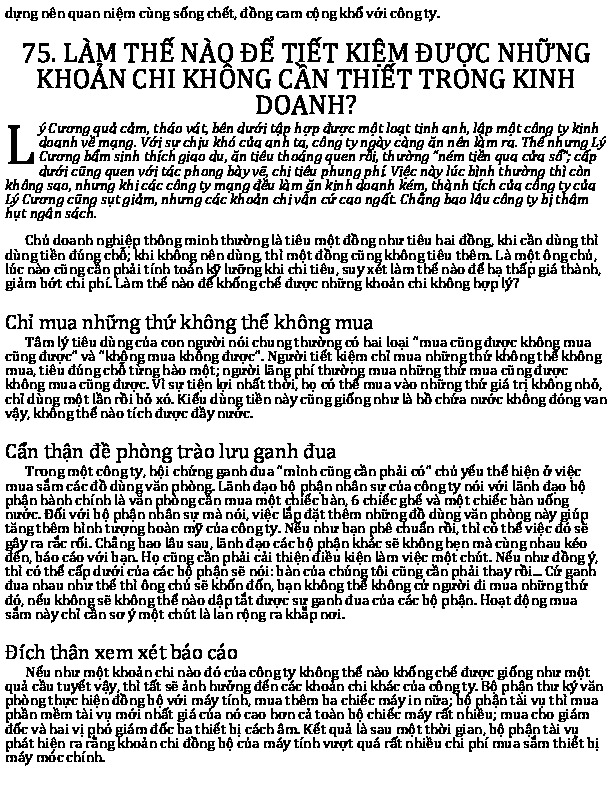 dựng nên quan niệm cùng sống chết, đồng cam cộng khổ với công ty.
75. LÀM THẾ NÀO ĐỂ TIẾT KIỆM ĐƯỢC NHỮNG
KHOẢN CHI KHÔNG CẦN THIẾT TRONG KINH
DOANH?
Lý Cương quả cảm, tháo vát, bên dưới tập hợp được một loạt tinh anh, lập một công ty kinh
doanh về mạng. Với sự chịu khó của anh ta, công ty ngày càng ăn nên làm ra. Thế nhưng Lý
Cương bẩm sinh thích giao du, ăn tiêu thoáng quen rồi, thường "ném tiền qua cửa sổ"; cấp
dưới cũng quen với tác phong bày vẽ, chi tiêu phung phí. Việc này lúc bình thường thì còn
không sao, nhưng khi các công ty mạng đều làm ăn kinh doanh kém, thành tích của công ty của
Lý Cương cũng sụt giảm, nhưng các khoản chi vẫn cứ cao ngất. Chẳng bao lâu công ty bị thâm
hụt ngân sách.
Chủ doanh nghiệp thông minh thường là tiêu một đồng như tiêu hai đồng, khi cần dùng thì
dùng tiền đúng chỗ; khi không nên dùng, thì một đồng cũng không tiêu thêm. Là một ông chủ,
lúc nào cũng cần phải tính toán kỹ lưỡng khi chi tiêu, suy xét làm thế nào để hạ thấp giá thành,
giảm bớt chi phí. Làm thế nào để khống chế được những khoản chi không hợp lý?
Chỉ mua những thứ không thể không mua
Tâm lý tiêu dùng của con người nói chung thường có hai loại "mua cũng được không mua
cũng được" và "không mua không được". Người tiết kiệm chỉ mua những thứ không thể không
mua, tiêu đúng chỗ từng hào một; người lãng phí thường mua những thứ mua cũng được
không mua cũng được. Vì sự tiện lợi nhất thời, họ có thể mua vào những thứ giá trị không nhỏ,
chỉ dùng một lần rồi bỏ xó. Kiểu dùng tiền này cũng giống như là hồ chứa nước không đóng van
vậy, không thể nào tích được đầy nước.
Cẩn thận đề phòng trào lưu ganh đua
Trong một công ty, hội chứng ganh đua "mình cũng cần phải có" chủ yếu thể hiện ở việc
mua sắm các đồ dùng văn phòng. Lãnh đạo bộ phận nhân sự của công ty nói với lãnh đạo bộ
phận hành chính là văn phòng cần mua một chiếc bàn, 6 chiếc ghế và một chiếc bàn uống
nước. Đối với bộ phận nhân sự mà nói, việc lắp đặt thêm những đồ dùng văn phòng này giúp
tăng thêm hình tượng hoàn mỹ của công ty. Nếu như bạn phê chuẩn rồi, thì có thể việc đó sẽ
gây ra rắc rối. Chẳng bao lâu sau, lãnh đạo các bộ phận khác sẽ không hẹn mà cùng nhau kéo
đến, báo cáo với bạn. Họ cũng cần phải cải thiện điều kiện làm việc một chút. Nếu như đồng ý,
thì có thể cấp dưới của các bộ phận sẽ nói: bàn của chúng tôi cũng cần phải thay rồi... Cứ ganh
đua nhau như thế thì ông chủ sẽ khốn đốn, bạn không thể không cử người đi mua những thứ
đó, nếu không sẽ không thể nào dập tắt được sự ganh đua của các bộ phận. Hoạt động mua
sắm này chỉ cần sơ ý một chút là lan rộng ra khắp nơi.
Đích thân xem xét báo cáo
Nếu như một khoản chi nào đó của công ty không thể nào khống chế được giống như một
quả cầu tuyết vậy, thì tất sẽ ảnh hưởng đến các khoản chi khác của công ty. Bộ phận thư ký văn
phòng thực hiện đồng bộ với máy tính, mua thêm ba chiếc máy in nữa; bộ phận tài vụ thì mua
phần mềm tài vụ mới nhất giá của nó cao hơn cả toàn bộ chiếc máy rất nhiều; mua cho giám
đốc và hai vị phó giám đốc ba thiết bị cách âm. Kết quả là sau một thời gian, bộ phận tài vụ
phát hiện ra rằng khoản chi đồng bộ của máy tính vượt quá rất nhiều chi phí mua sắm thiết bị
máy móc chính.